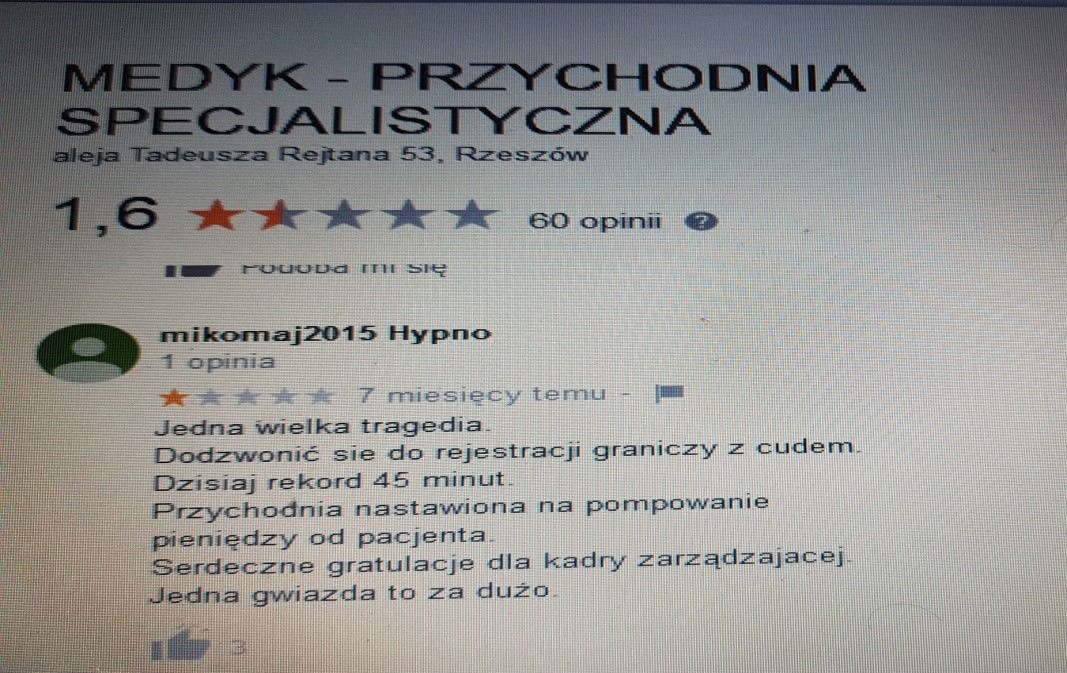 MEDYK - PRZYCHODNIA
SPECJALISTYCZNA
aleja Tadeusza Rejtana 53, Rzeszów
1,6 60 opinii ?
Podoba mi się
mikomaj2015 Hypno
1 opinia
7 miesięcy temu -
Jedna wielka tragedia.
Dodzwonić sie do rejestracji graniczy z cudem.
Dzisiaj rekord 45 minut.
Przychodnia nastawiona na pompowanie
pieniędzy od pacjenta.
Serdeczne gratulacje dla kadry zarządzajacej.
Jedna gwiazda to za dużo.
3